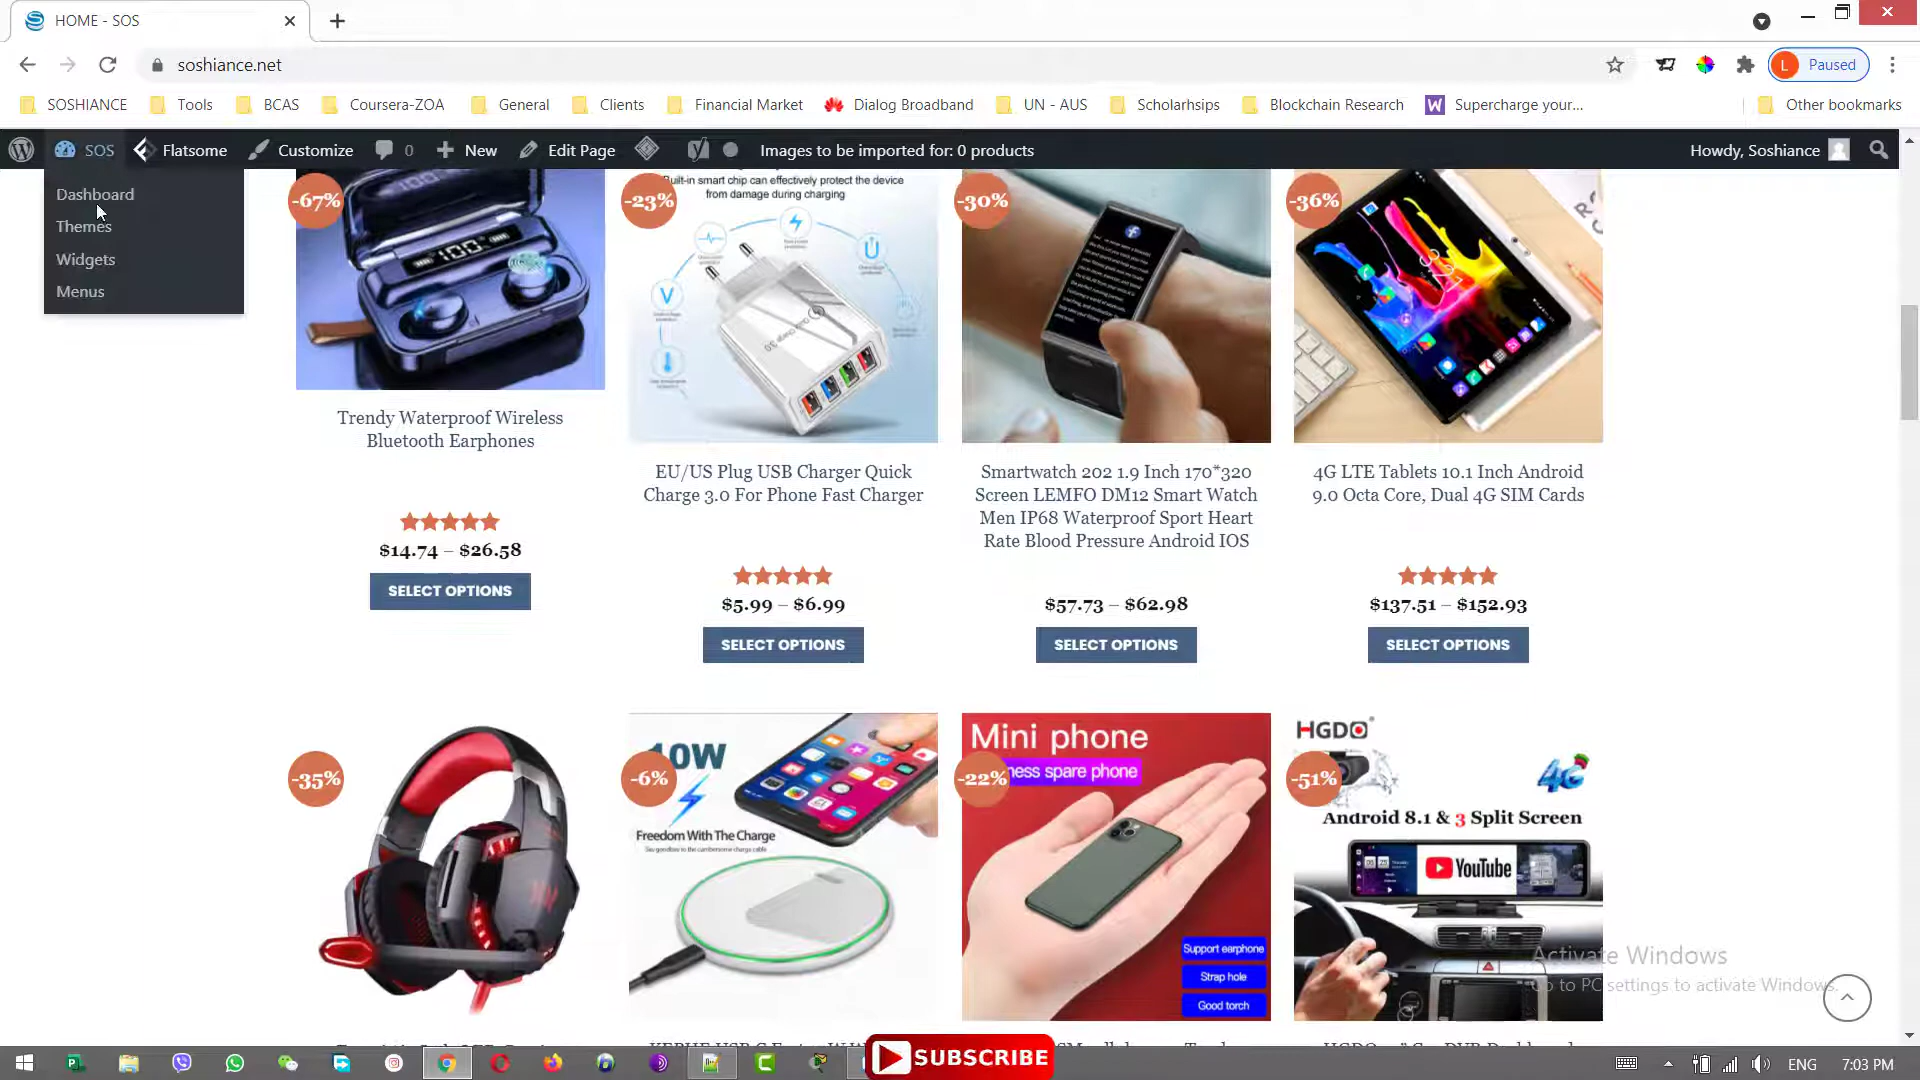 HOME - SOS
soshiance.net
L Paused
SOSHIANCE Tools BCAS Coursera-ZOA General Clients Financial Market Dialog Broadband UN - AUS Scholarhsips Blockchain Research Supercharge your... Other bookmarks
SOS Flatsome Customize 0 New Edit Page Images to be imported for: 0 products Howdy, Soshiance
Dashboard
Themes
Widgets
Menus
-67%
-23%
-30%
-36%
Built-in smart chip can effectively protect the device
from damage during charging
Trendy Waterproof Wireless
Bluetooth Earphones
$14.74 – $26.58
SELECT OPTIONS
EU/US Plug USB Charger Quick
Charge 3.0 For Phone Fast Charger
$5.99 – $6.99
SELECT OPTIONS
Smartwatch 202 1.9 Inch 170*320
Screen LEMFO DM12 Smart Watch
Men IP68 Waterproof Sport Heart
Rate Blood Pressure Android IOS
$57.73 – $62.98
SELECT OPTIONS
4G LTE Tablets 10.1 Inch Android
9.0 Octa Core, Dual 4G SIM Cards
$137.51 – $152.93
SELECT OPTIONS
-35%
-6%
10W
Freedom With The Charge
-22%
Mini phone
ness spare phone
Support earphone
Strap hole
Good torch
-51%
HGDO
4G
Android 8.1 & 3 Split Screen
YouTube
Activate Windows
Go to PC settings to activate Windows.
SUBSCRIBE
ENG 7:03 PM